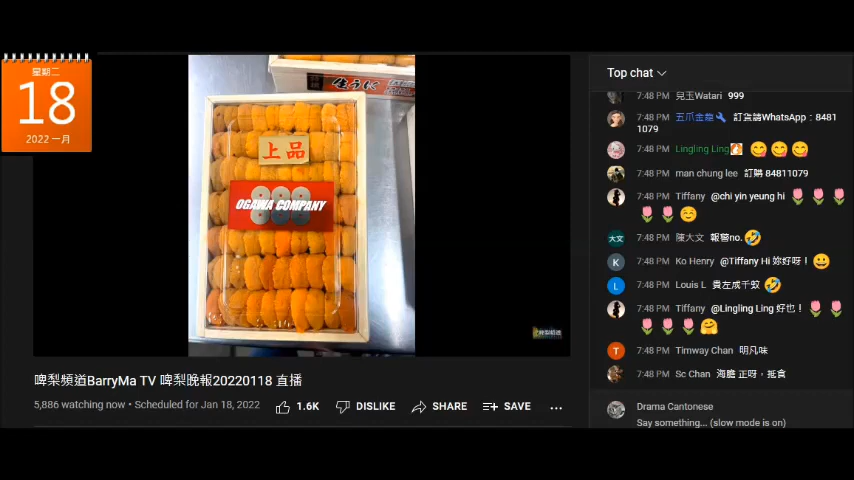 星期二
18
2022 一月
生うに
上品
OGAWA COMPANY
啤梨頻道BarryMa TV 啤梨晚報20220118 直播
5,886 watching now • Scheduled for Jan 18, 2022
1.6K
DISLIKE
SHARE
SAVE
Top chat
7:48 PM 兒玉Watari 999
7:48 PM 五爪金龍 訂貨請WhatsApp：8481
1079
7:48 PM Lingling Ling 😋😋😋
7:48 PM man chung lee 訂購 84811079
7:48 PM Tiffany @chi yin yeung hi 🌷🌷🌷
🌷🌷😊
大文 7:48 PM 陳大文 報警no. 🤣
K 7:48 PM Ko Henry @Tiffany Hi 妳好呀！ 😀
L 7:48 PM Louis L 貴左成千蚊 🤣
7:48 PM Tiffany @Lingling Ling 好也！ 🌷🌷
🌷🌷🌷🤗
T 7:48 PM Timway Chan 明凡味
7:48 PM Sc Chan 海膽 正呀，抵食
Drama Cantonese
Say something... (slow mode is on)